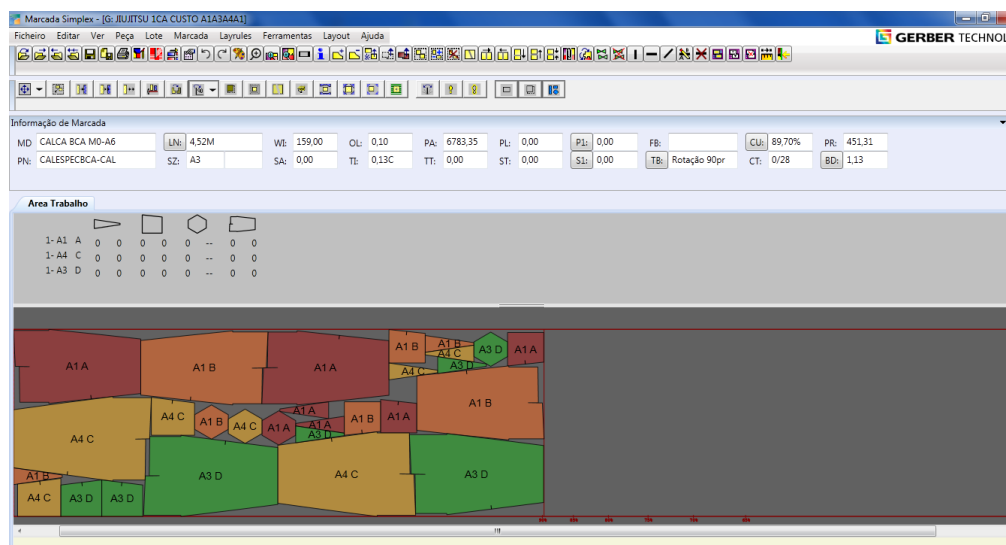 Marcada Simplex - [G: JIUJITSU 1CA CUSTO A1A3A4A1]
Ficheiro Editar Ver Peça Lote Marcada Layrules Ferramentas Layout Ajuda
GERBER TECHNOL
Informação de Marcada
MD CALCA BCA M0-A6 LN: 4,52M WI: 159,00 OL: 0,10 PA: 6783,35 PL: 0,00 P1: 0,00 FB: CU: 89,70% PR: 451,31
PN: CALESPECBCA-CAL SZ: A3 SA: 0,00 TI: 0,13C TT: 0,00 ST: 0,00 S1: 0,00 TB: Rotação 90pr CT: 0/28 BD: 1,13
Area Trabalho
1- A1 A 0 0 0 0 0 -- 0 0
1- A4 C 0 0 0 0 0 -- 0 0
1- A3 D 0 0 0 0 0 -- 0 0
A1 B A1 B A4 C A3 D A1 A
A1 A A1 B A1 A A4 C A3 D
A1 B
A4 C A4 C A1 B A4 C A1 A A1 A A1 A A3 D A1 B A1 A
A1 B A3 D A4 C A3 D
A4 C A3 D A3 D